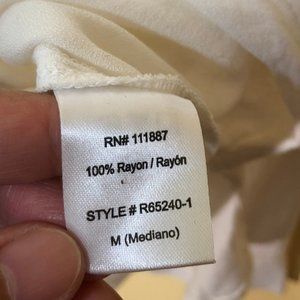 RN# 111887
100% Rayon / Rayón
STYLE # R65240-1
M (Mediano)